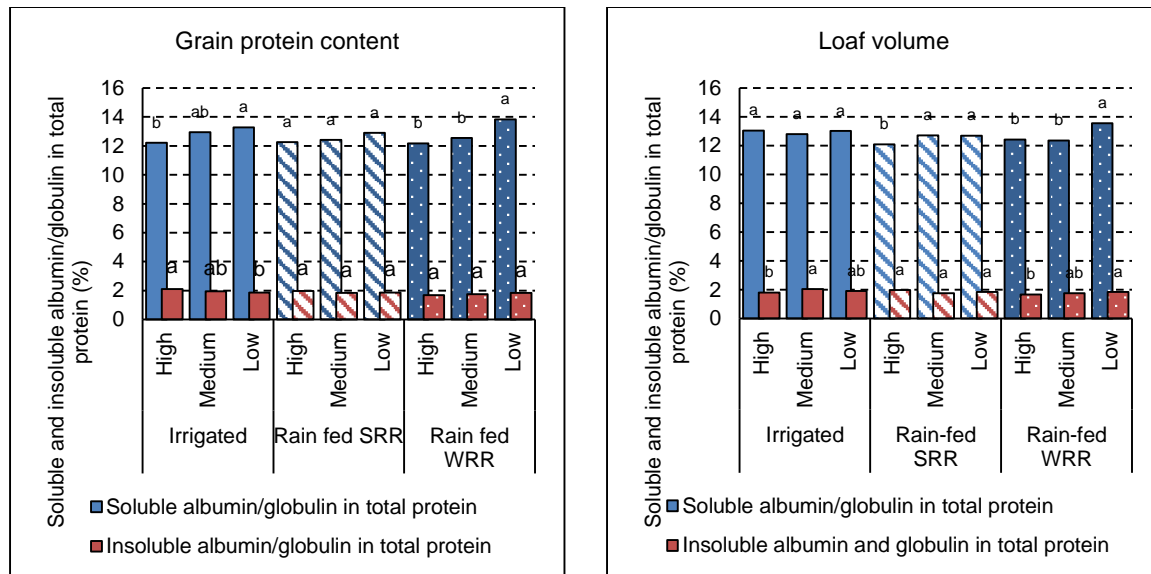 Grain protein content
Soluble and insoluble albumin/globulin in total
protein (%)
16
14
12
10
8
6
4
2
0
b ab a a a a b b a
a ab b a a a a a a
High Medium Low High Medium Low High Medium Low
Irrigated Rain fed SRR Rain fed
WRR
Soluble albumin/globulin in total protein
Insoluble albumin/globulin in total protein
Loaf volume
Soluble and insoluble albumin/globulin in total
protein (%)
16
14
12
10
8
6
4
2
0
a a a b a a b b a
b a ab a a a b ab a
High Medium Low High Medium Low High Medium Low
Irrigated Rain-fed Rain-fed
SRR WRR
Soluble albumin/globulin in total protein
Insoluble albumin and globulin in total protein